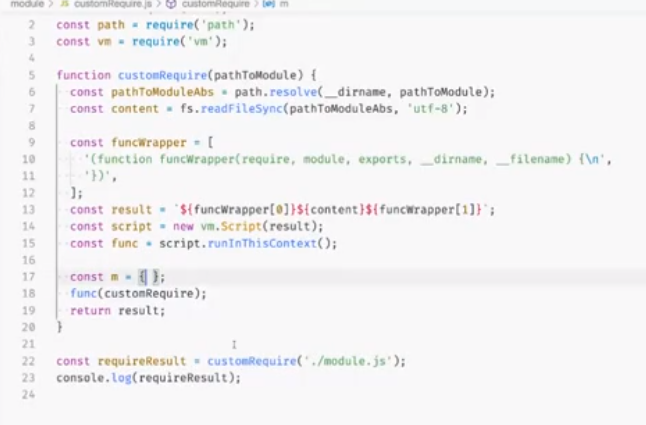 module > JS customRequire.js > customRequire > m
2 const path = require('path');
3 const vm = require('vm');
4
5 function customRequire(pathToModule) {
6 const pathToModuleAbs = path.resolve(__dirname, pathToModule);
7 const content = fs.readFileSync(pathToModuleAbs, 'utf-8');
8
9 const funcWrapper = [
10 '(function funcWrapper(require, module, exports, __dirname, __filename) {\n',
11 '})',
12 ];
13 const result = `${funcWrapper[0]}${content}${funcWrapper[1]}`;
14 const script = new vm.Script(result);
15 const func = script.runInThisContext();
16
17 const m = { };
18 func(customRequire);
19 return result;
20 }
21
22 const requireResult = customRequire('./module.js');
23 console.log(requireResult);
24